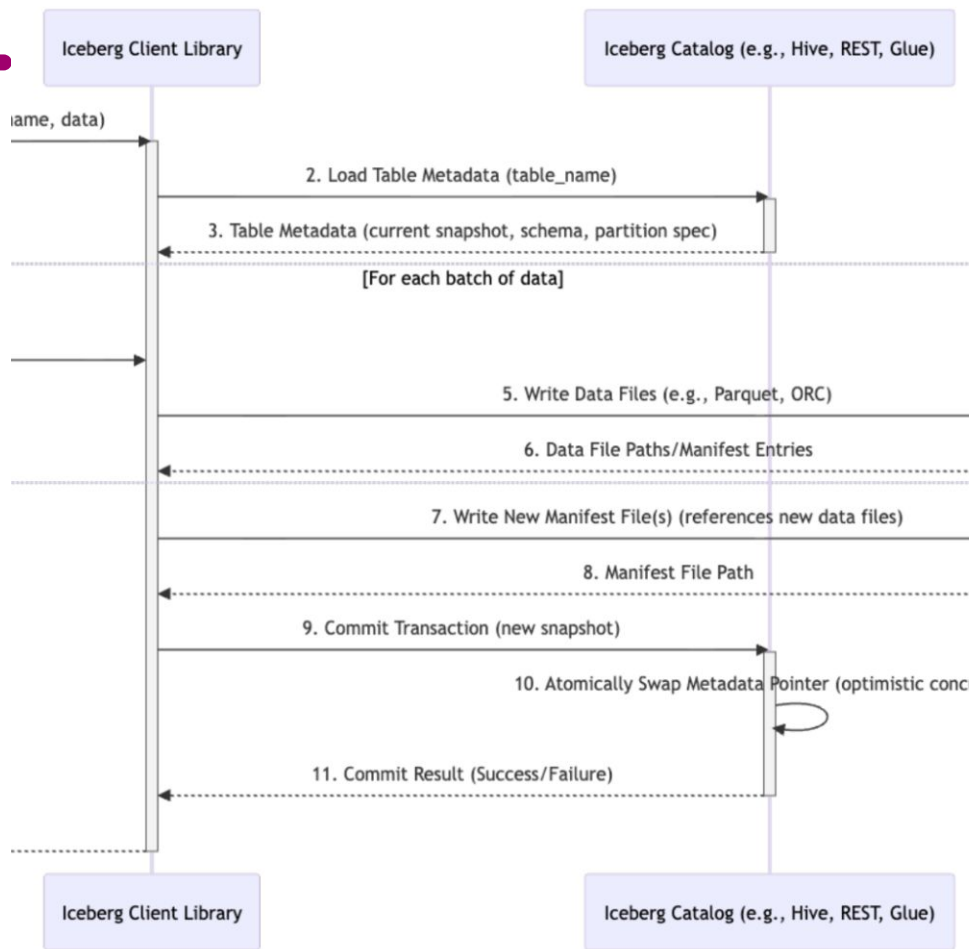 Iceberg Client Library
Iceberg Catalog (e.g., Hive, REST, Glue)
name, data)
2. Load Table Metadata (table_name)
3. Table Metadata (current snapshot, schema, partition spec)
[For each batch of data]
5. Write Data Files (e.g., Parquet, ORC)
6. Data File Paths/Manifest Entries
7. Write New Manifest File(s) (references new data files)
8. Manifest File Path
9. Commit Transaction (new snapshot)
10. Atomically Swap Metadata Pointer (optimistic conc
11. Commit Result (Success/Failure)
Iceberg Client Library
Iceberg Catalog (e.g., Hive, REST, Glue)